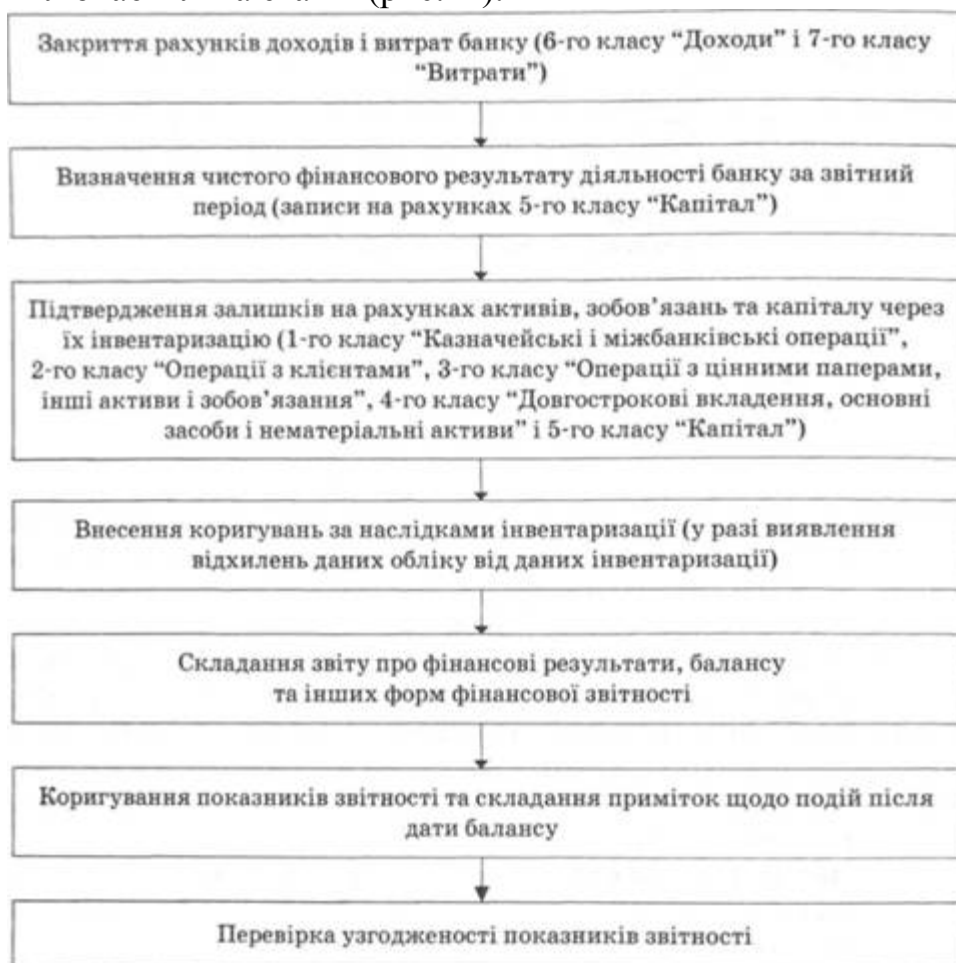 Закриття рахунків доходів і витрат банку (6-го класу “Доходи” і 7-го класу
“Витрати”)
Визначення чистого фінансового результату діяльності банку за звітний
період (записи на рахунках 5-го класу “Капітал”)
Підтвердження залишків на рахунках активів, зобов’язань та капіталу через
їх інвентаризацію (1-го класу “Казначейські і міжбанківські операції”,
2-го класу “Операції з клієнтами”, 3-го класу “Операції з цінними паперами,
інші активи і зобов’язання”, 4-го класу “Довгострокові вкладення, основні
засоби і нематеріальні активи” і 5-го класу “Капітал”)
Внесення коригувань за наслідками інвентаризації (у разі виявлення
відхилень даних обліку від даних інвентаризації)
Складання звіту про фінансові результати, балансу
та інших форм фінансової звітності
Коригування показників звітності та складання приміток щодо подій після
дати балансу
Перевірка узгодженості показників звітності